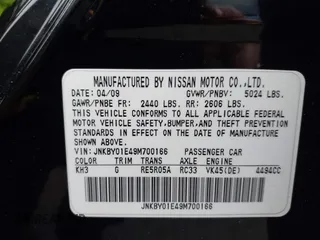 MANUFACTURED BY NISSAN MOTOR CO.,LTD.
DATE: 04/09 GVWR/PNBV: 5024 LBS.
GAWR/PNBE FR: 2440 LBS. RR: 2606 LBS.
THIS VEHICLE CONFORMS TO ALL APPLICABLE FEDERAL
MOTOR VEHICLE SAFETY, BUMPER, AND THEFT PREVENTION
STANDARDS IN EFFECT ON THE DATE OF MANUFACTURE
SHOWN ABOVE.
VIN: JNKBY01E49M700166 PASSENGER CAR
COLOR TRIM TRANS AXLE ENGINE
KH3 G RE5R05A RC33 VK45(DE) 4494CC
JNKBY01E49M700166